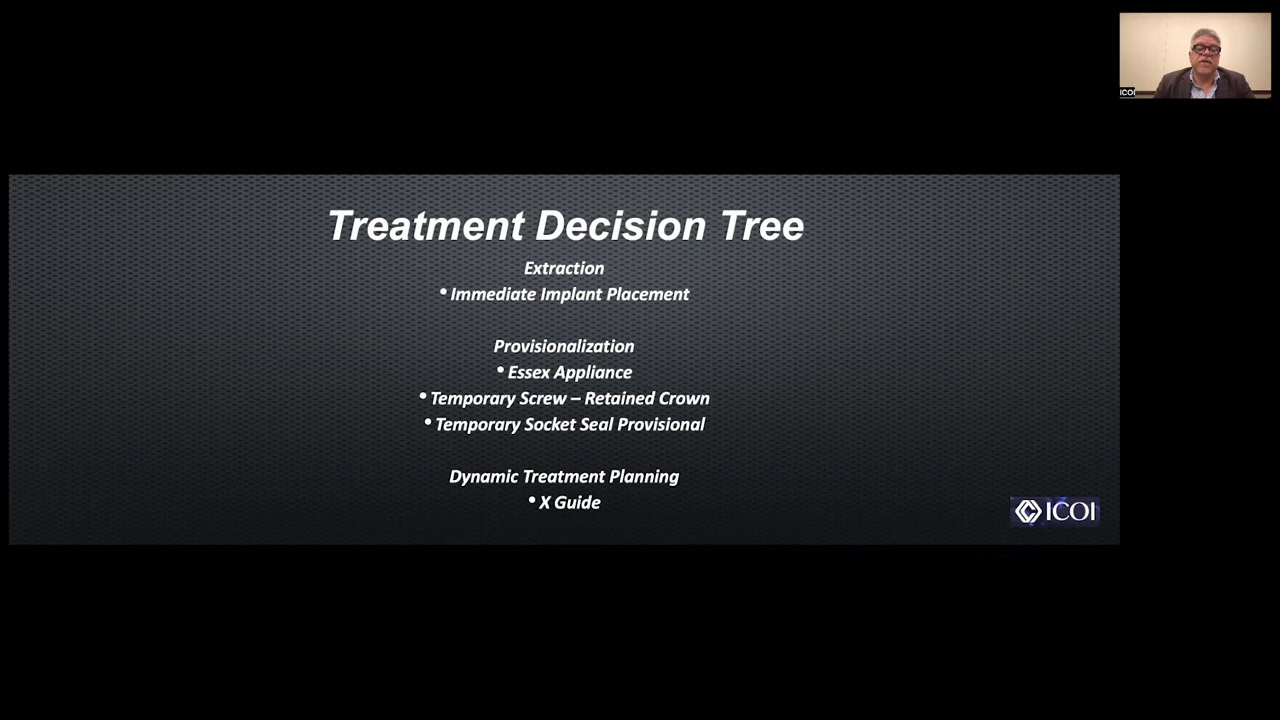 ICOI
Treatment Decision Tree
Extraction
• Immediate Implant Placement
Provisionalization
• Essex Appliance
• Temporary Screw – Retained Crown
• Temporary Socket Seal Provisional
Dynamic Treatment Planning
• X Guide
ICOI